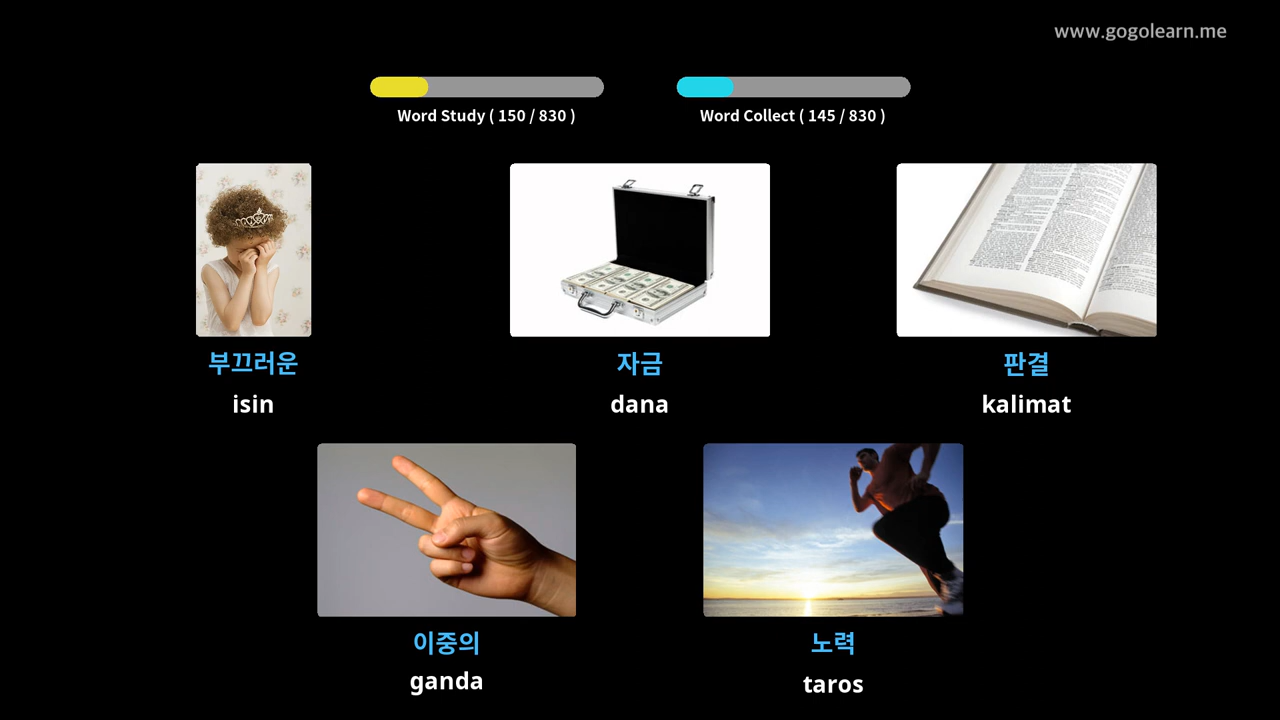 www.gogolearn.me
Word Study ( 150 / 830 )
Word Collect ( 145 / 830 )
부끄러운
isin
자금
dana
판결
kalimat
이중의
ganda
노력
taros